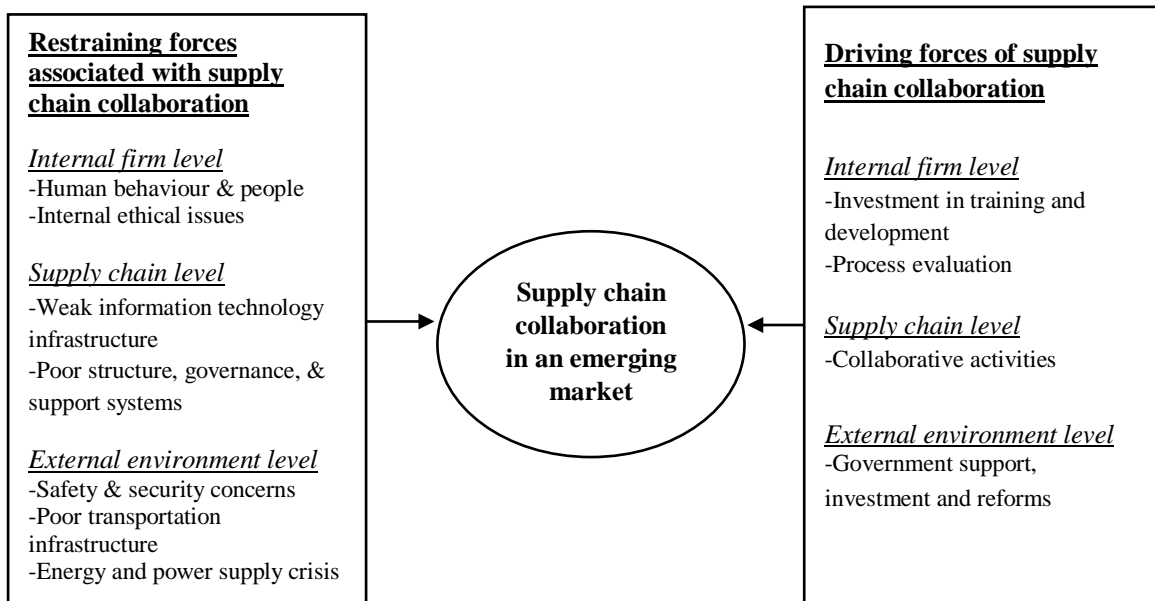 Restraining forces
associated with supply
chain collaboration
Internal firm level
-Human behaviour & people
-Internal ethical issues
Supply chain level
-Weak information technology
infrastructure
-Poor structure, governance, &
support systems
External environment level
-Safety & security concerns
-Poor transportation
infrastructure
-Energy and power supply crisis
Supply chain
collaboration
in an emerging
market
Driving forces of supply
chain collaboration
Internal firm level
-Investment in training and
development
-Process evaluation
Supply chain level
-Collaborative activities
External environment level
-Government support,
investment and reforms